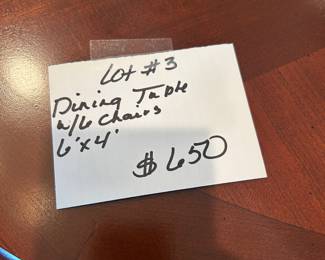 Lot #3
Dining Table
w/6 Chairs
6'x4'
$650